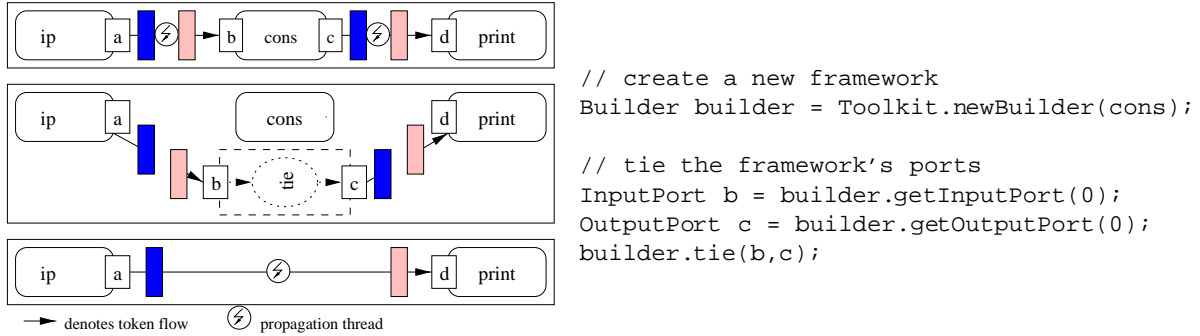 ip a b cons c d print
ip a cons d print
b tie c
ip a d print
denotes token flow propagation thread
// create a new framework
Builder builder = Toolkit.newBuilder(cons);
// tie the framework's ports
InputPort b = builder.getInputPort(0);
OutputPort c = builder.getOutputPort(0);
builder.tie(b,c);